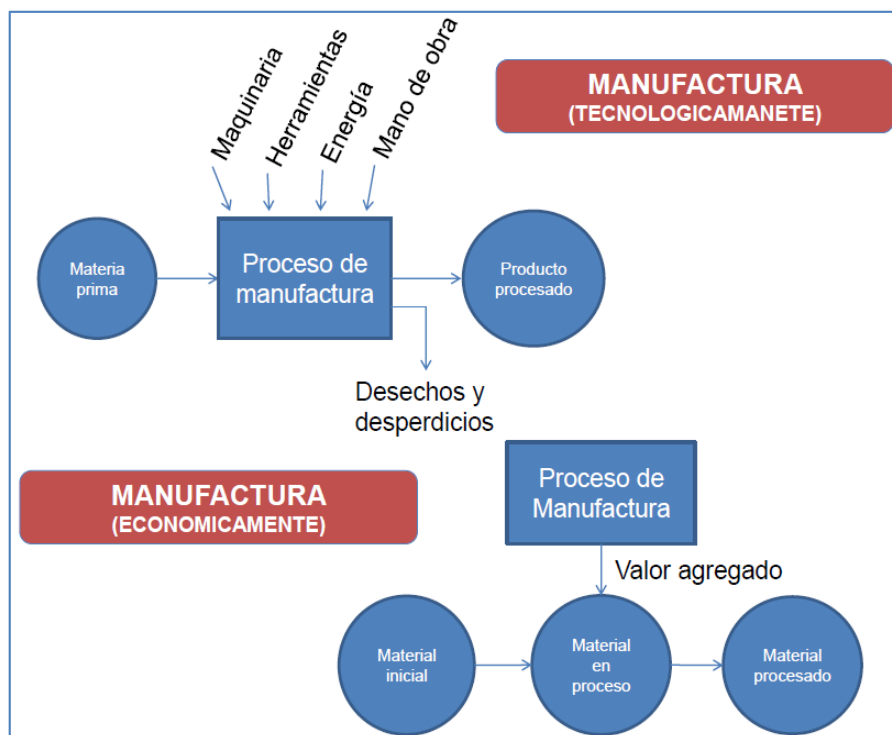 Maquinaria
Herramientas
Energía
Mano de obra
MANUFACTURA
(TECNOLOGICAMANETE)
Materia
prima
Proceso de
manufactura
Producto
procesado
Desechos y
desperdicios
MANUFACTURA
(ECONOMICAMENTE)
Proceso de
Manufactura
Valor agregado
Material
inicial
Material
en
proceso
Material
procesado